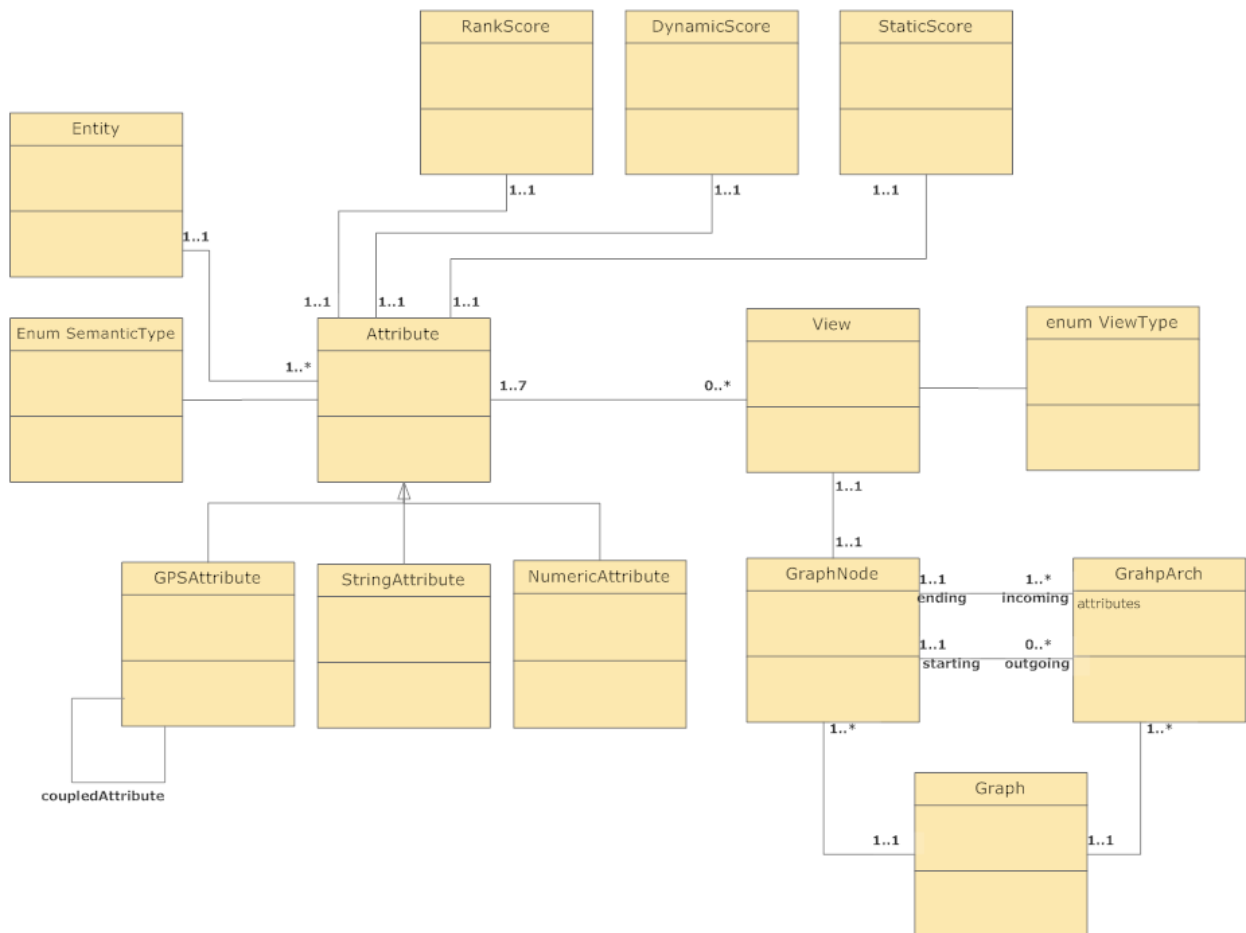 RankScore
DynamicScore
StaticScore
Entity
1..1
1..1
1..1
1..1
1..1
1..1
1..1
Enum SemanticType
Attribute
View
enum ViewType
1..*
1..7
0..*
1..1
1..1
GPSAttribute
StringAttribute
NumericAttribute
GraphNode
1..1
1..*
GrahpArch
ending
incoming
attributes
1..1
0..*
starting
outgoing
1..*
1..*
coupledAttribute
Graph
1..1
1..1